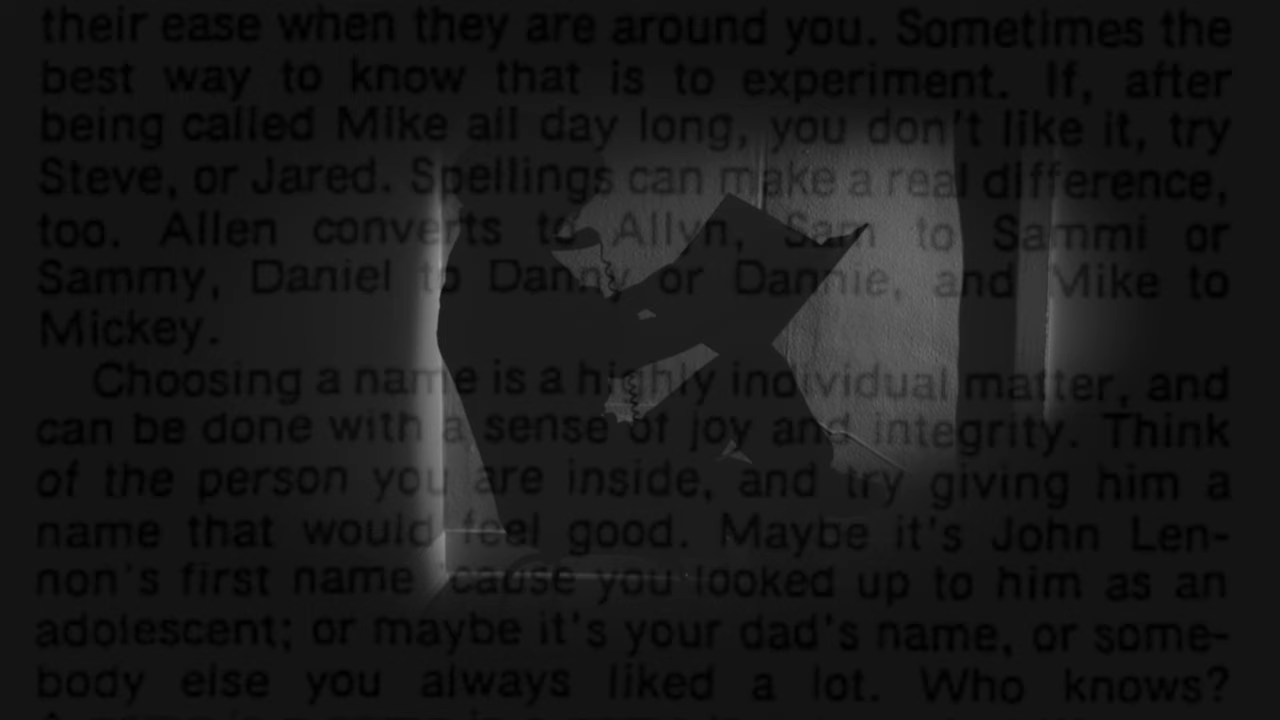 their ease when they are around you. Sometimes the
best way to know that is to experiment. If, after
being called Mike all day long, you don't like it, try
Steve, or Jared. Spellings can make a real difference,
too. Allen converts to Allyn, Sam to Sammi or
Sammy, Daniel to Danny or Dannie, and Mike to
Mickey.
Choosing a name is a highly individual matter, and
can be done with a sense of joy and integrity. Think
of the person you are inside, and try giving him a
name that would feel good. Maybe it's John Len-
non's first name 'cause you looked up to him as an
adolescent; or maybe it's your dad's name, or some-
body else you always liked a lot. Who knows?